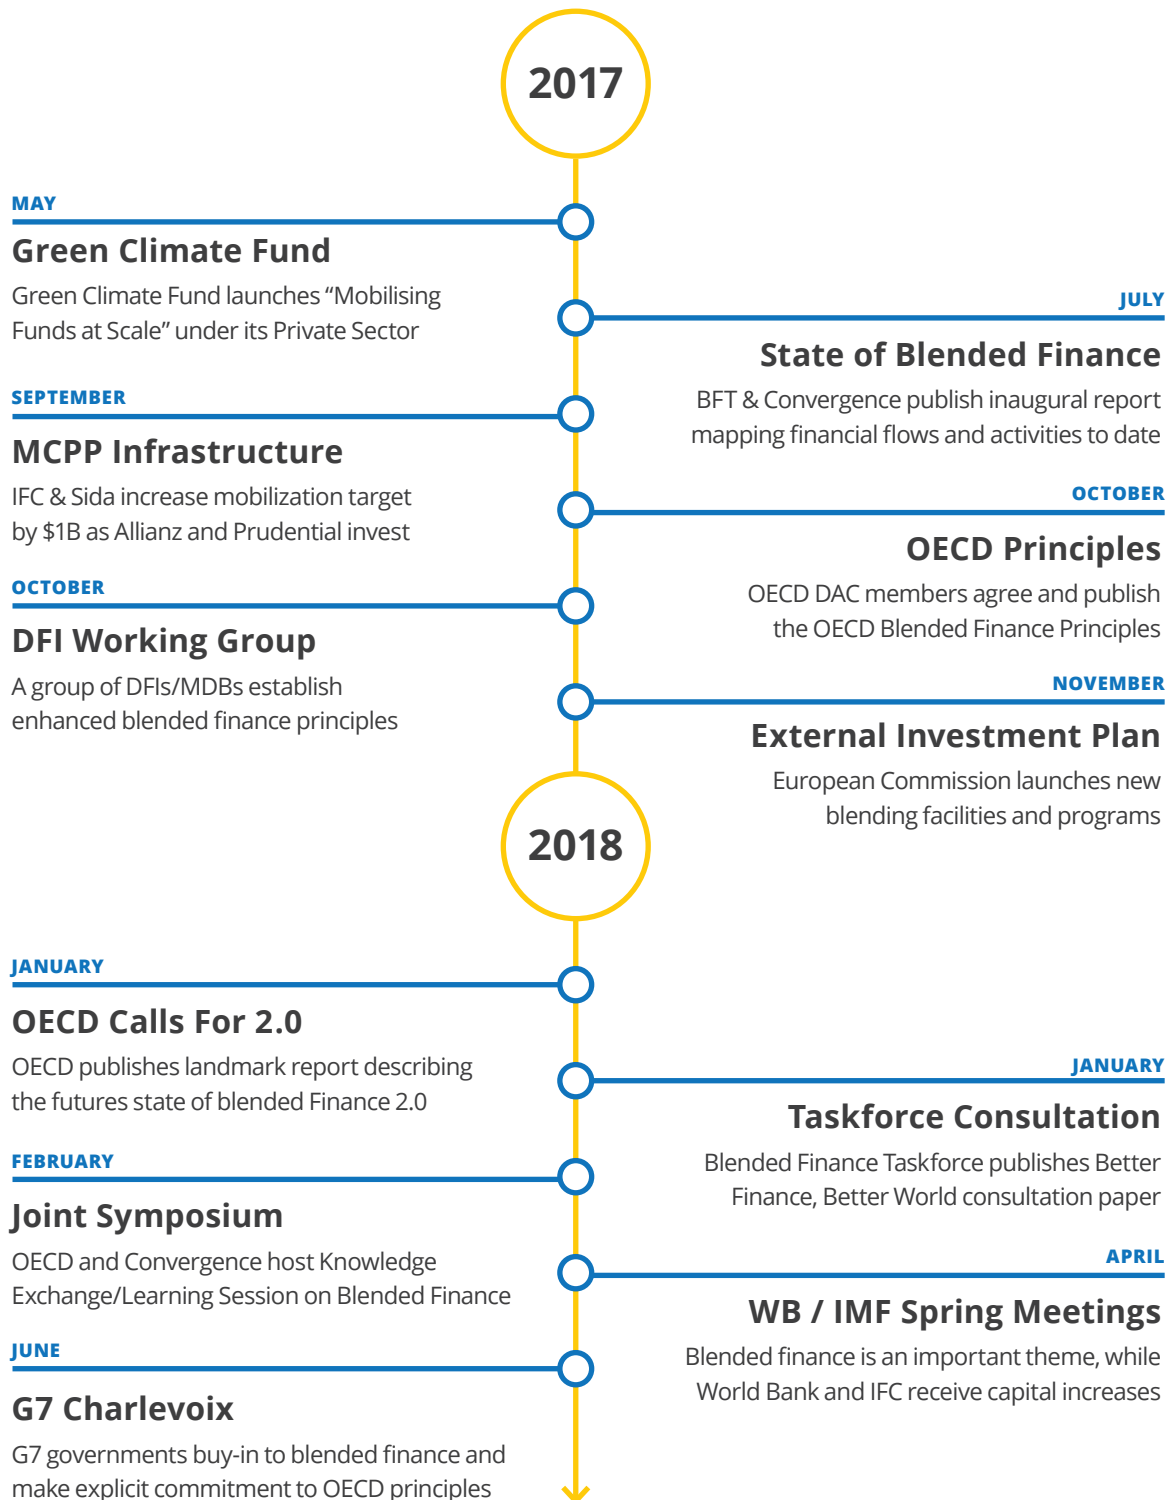 2017
MAY
Green Climate Fund
Green Climate Fund launches “Mobilising
Funds at Scale” under its Private Sector
JULY
State of Blended Finance
BFT & Convergence publish inaugural report
mapping financial flows and activities to date
SEPTEMBER
MCPP Infrastructure
IFC & Sida increase mobilization target
by $1B as Allianz and Prudential invest
OCTOBER
OECD Principles
OECD DAC members agree and publish
the OECD Blended Finance Principles
OCTOBER
DFI Working Group
A group of DFIs/MDBs establish
enhanced blended finance principles
NOVEMBER
External Investment Plan
European Commission launches new
blending facilities and programs
2018
JANUARY
OECD Calls For 2.0
OECD publishes landmark report describing
the futures state of blended Finance 2.0
JANUARY
Taskforce Consultation
Blended Finance Taskforce publishes Better
Finance, Better World consultation paper
FEBRUARY
Joint Symposium
OECD and Convergence host Knowledge
Exchange/Learning Session on Blended Finance
APRIL
WB / IMF Spring Meetings
Blended finance is an important theme, while
World Bank and IFC receive capital increases
JUNE
G7 Charlevoix
G7 governments buy-in to blended finance and
make explicit commitment to OECD principles